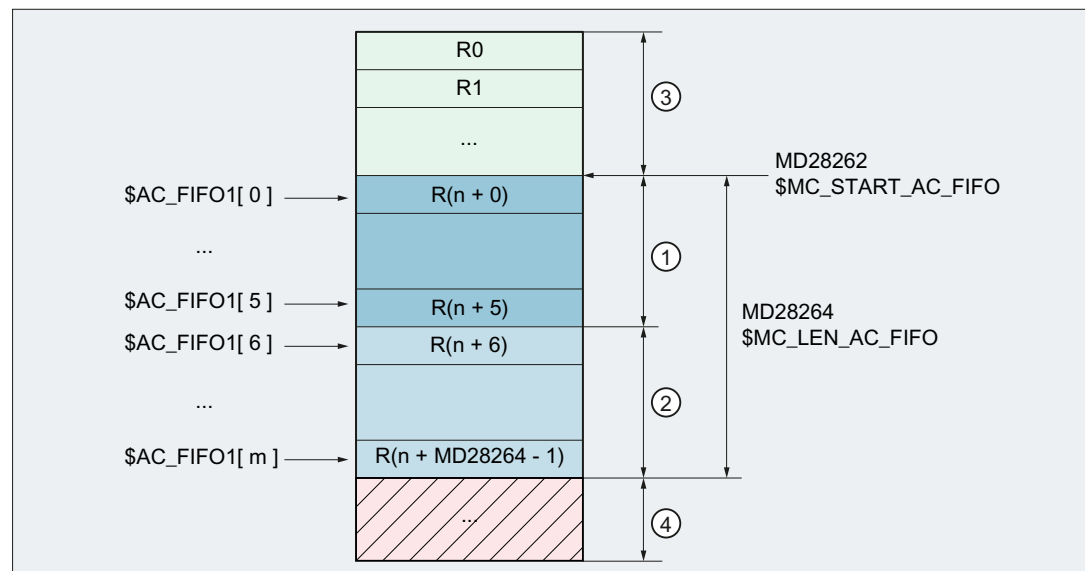 R0
R1
...
③
MD28262
$MC_START_AC_FIFO
$AC_FIFO1[ 0 ]
R(n + 0)
...
①
$AC_FIFO1[ 5 ]
R(n + 5)
MD28264
$MC_LEN_AC_FIFO
$AC_FIFO1[ 6 ]
R(n + 6)
...
②
$AC_FIFO1[ m ]
R(n + MD28264 - 1)
...
④